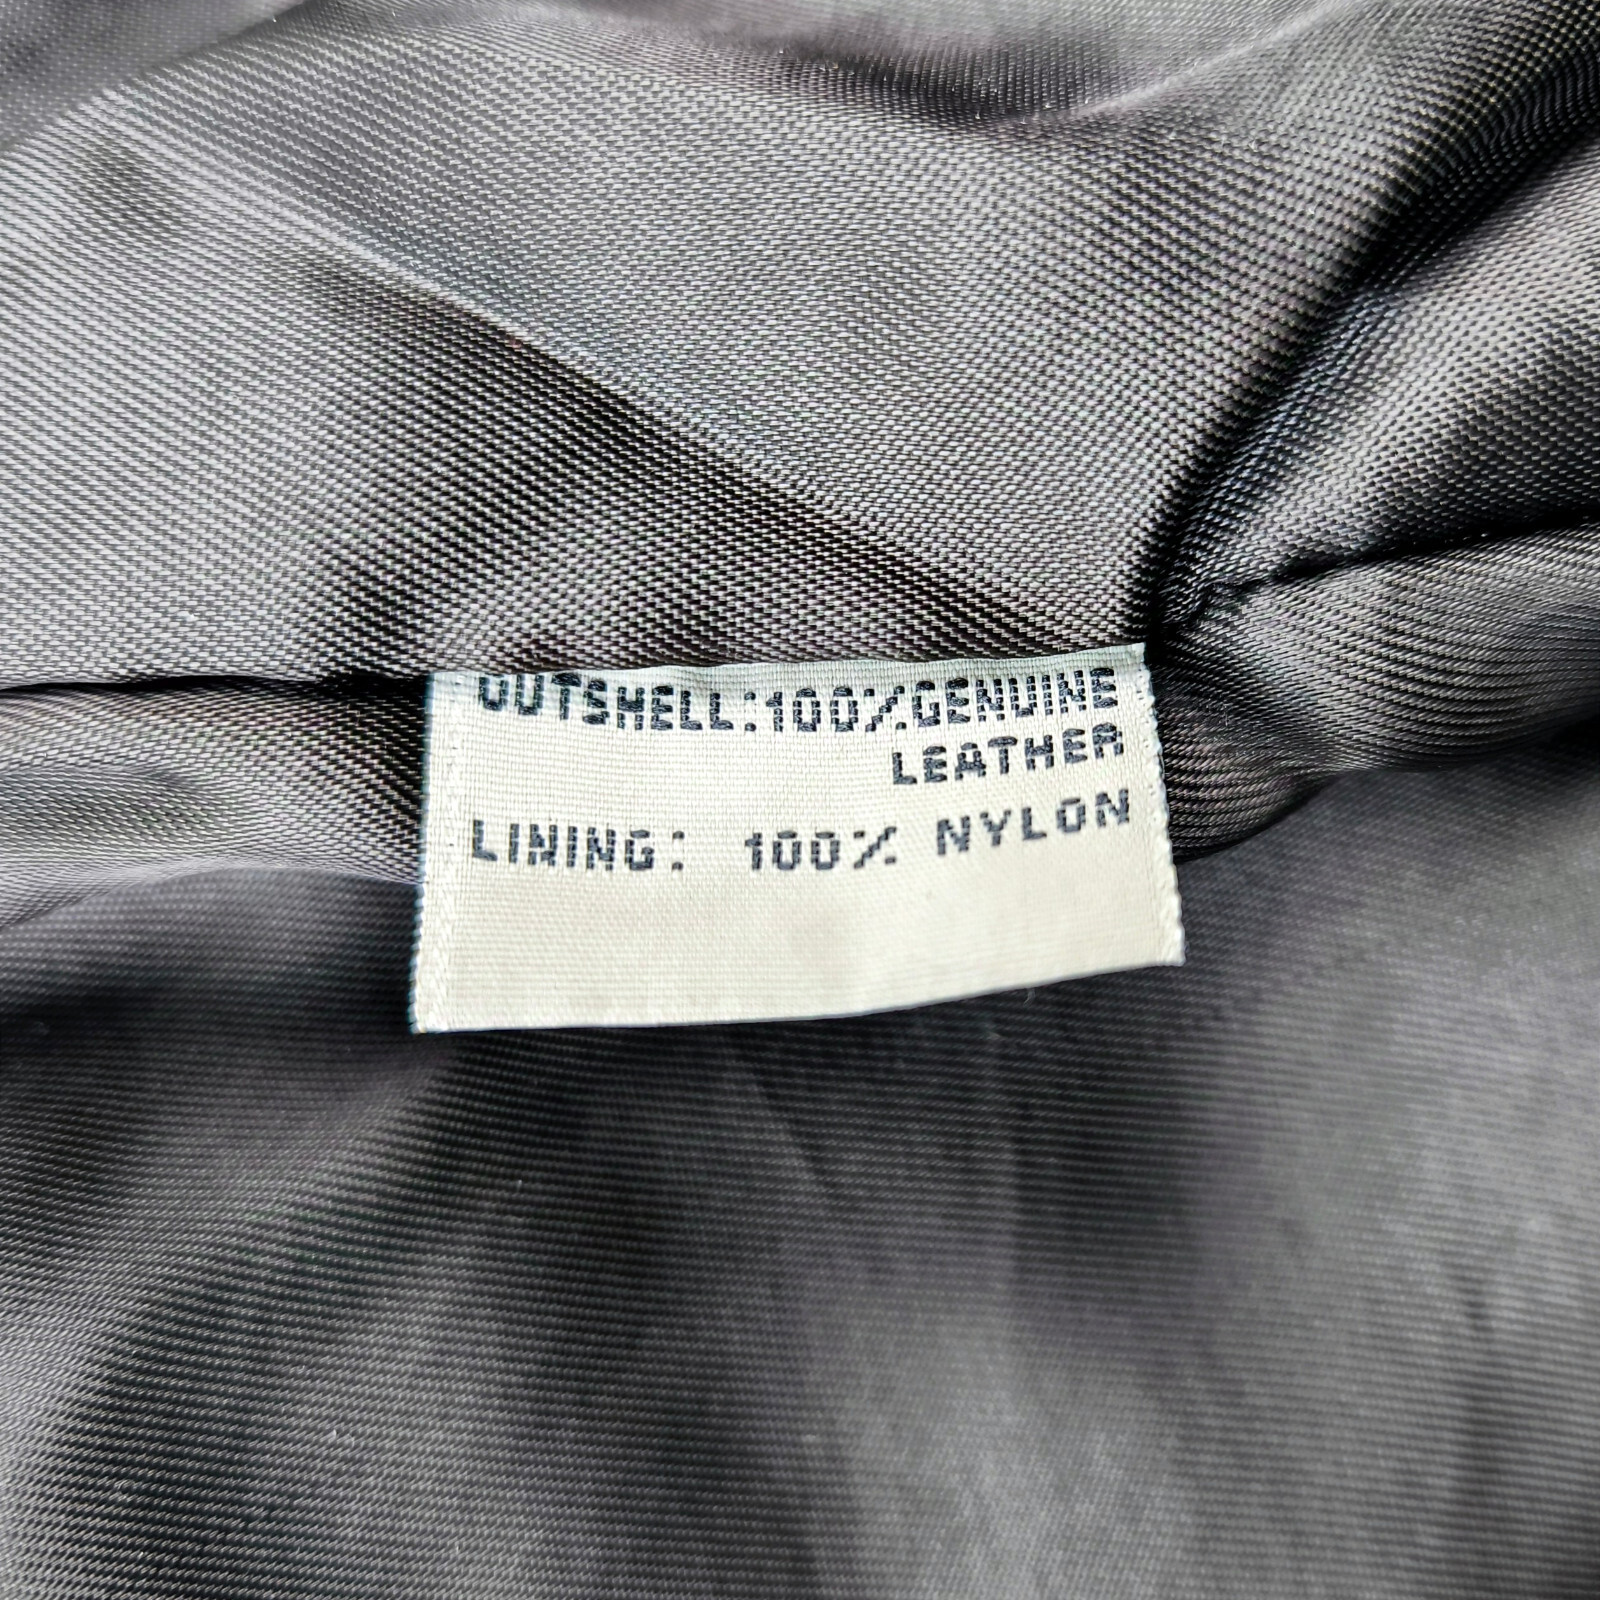 OUTSHELL:100%GENUINE
LEATHER
LINING: 100% NYLON